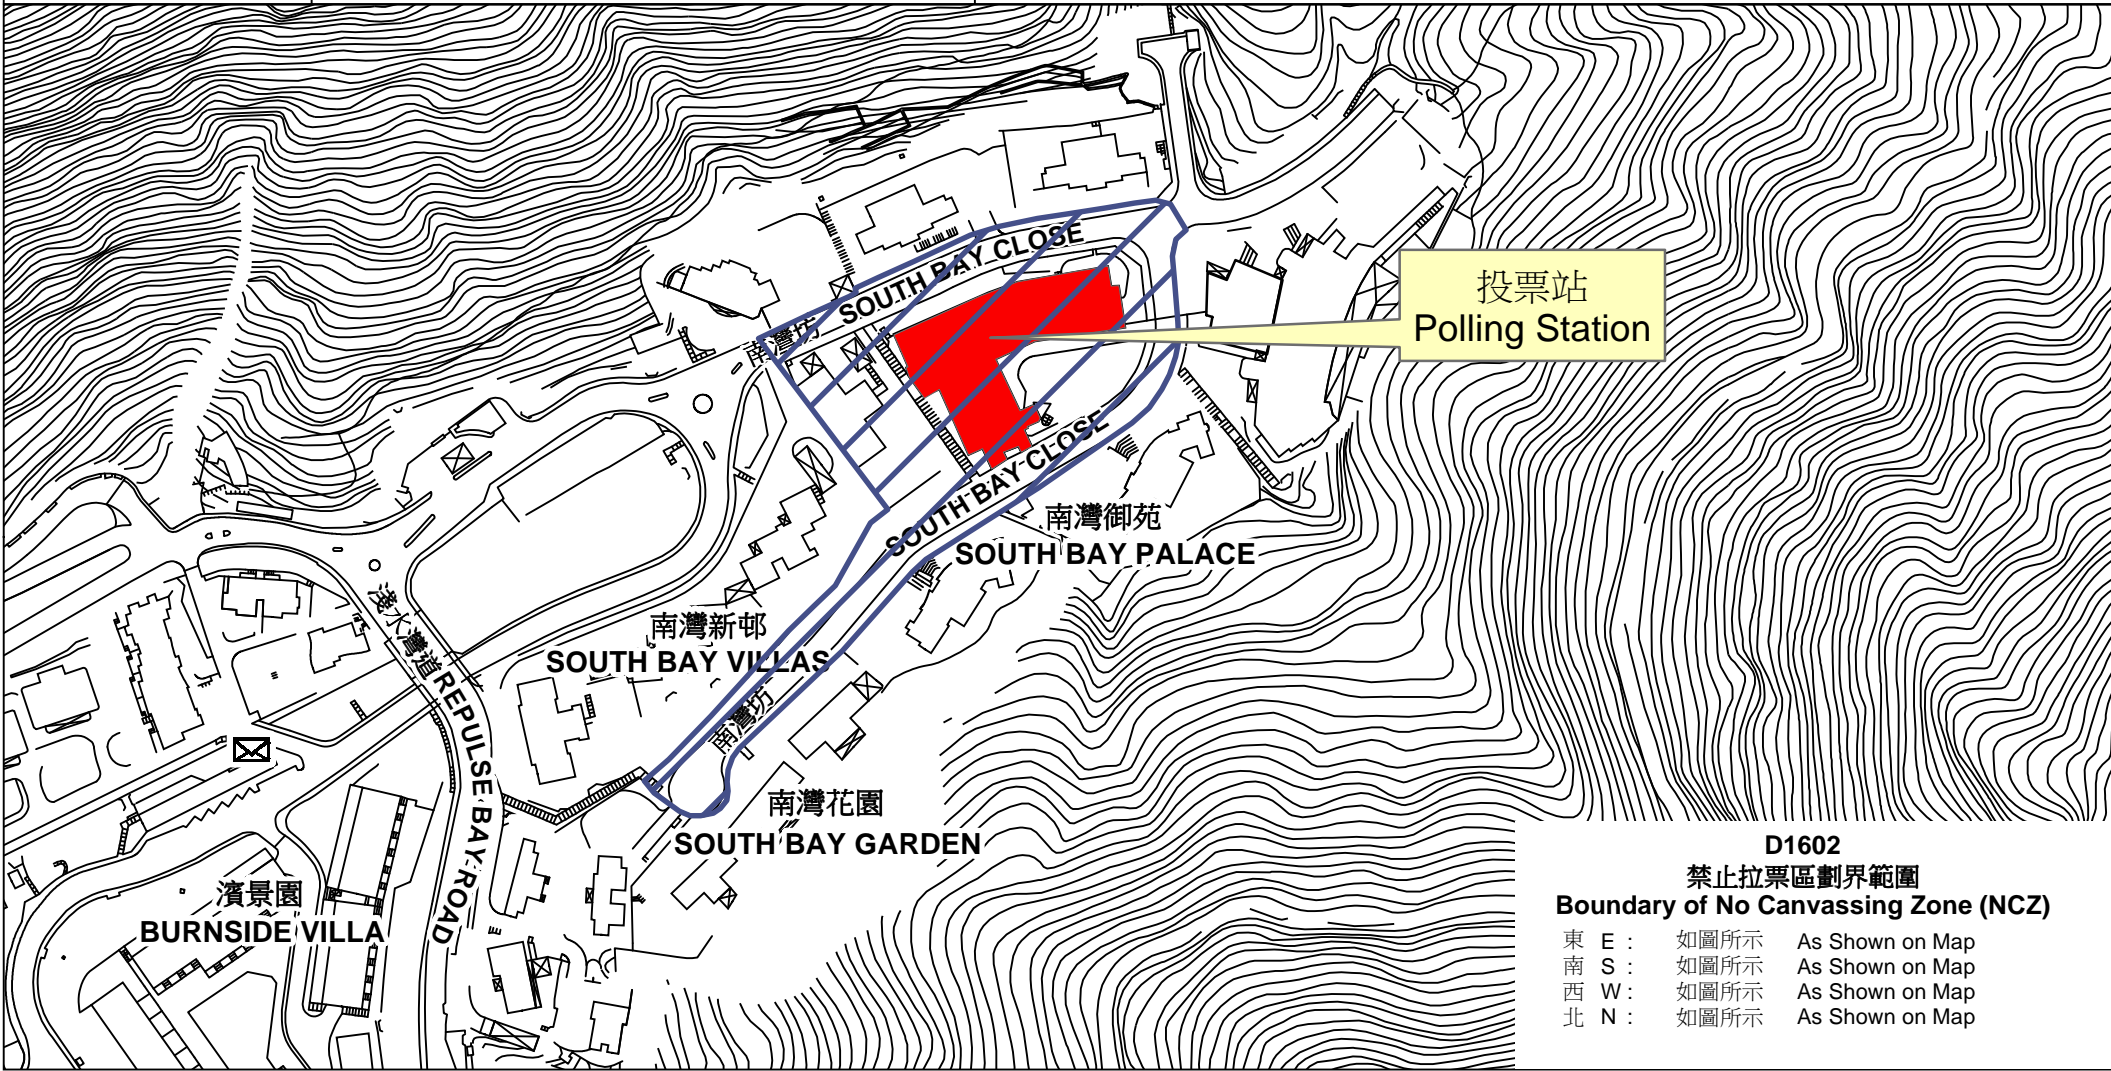 南灣坊 SOUTH BAY CLOSE
投票站
Polling Station
SOUTH BAY CLOSE
南灣坊
南灣御苑
SOUTH BAY PALACE
淺水灣道 REPULSE BAY ROAD
南灣新邨
SOUTH BAY VILLAS
南灣花園
SOUTH BAY GARDEN
濱景園
BURNSIDE VILLA
D1602
禁止拉票區劃界範圍
Boundary of No Canvassing Zone (NCZ)
東 E : 如圖所示 As Shown on Map
南 S : 如圖所示 As Shown on Map
西 W : 如圖所示 As Shown on Map
北 N : 如圖所示 As Shown on Map